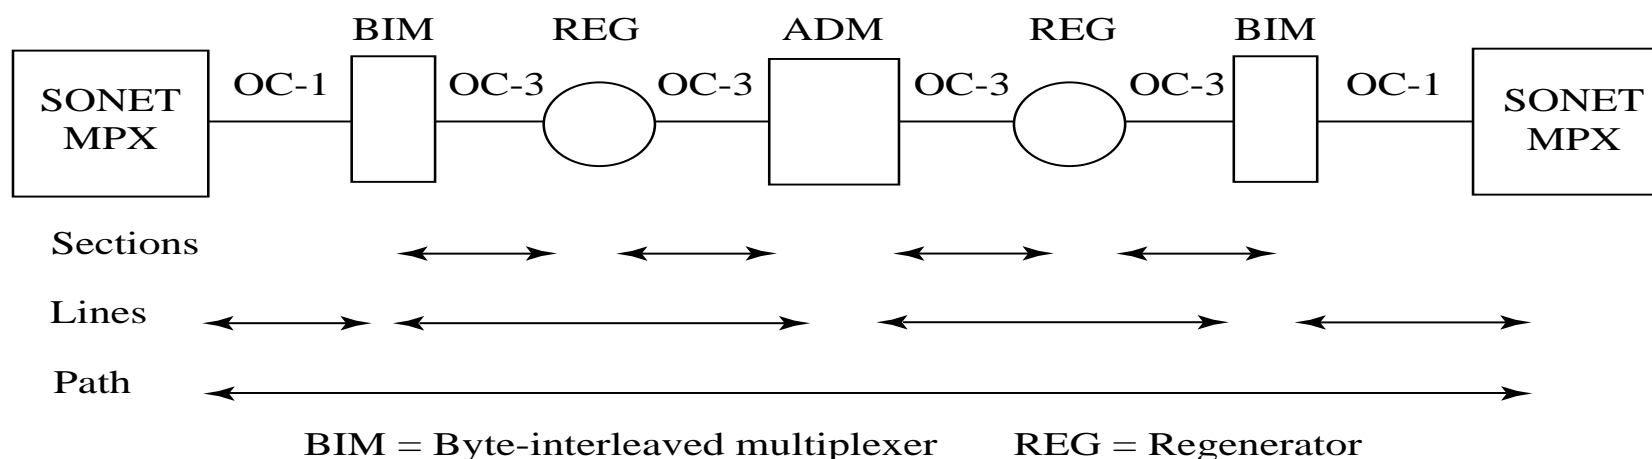 BIM REG ADM REG BIM
SONET MPX OC-1 OC-3 OC-3 OC-3 OC-3 OC-1 SONET MPX
Sections
Lines
Path
BIM = Byte-interleaved multiplexer REG = Regenerator